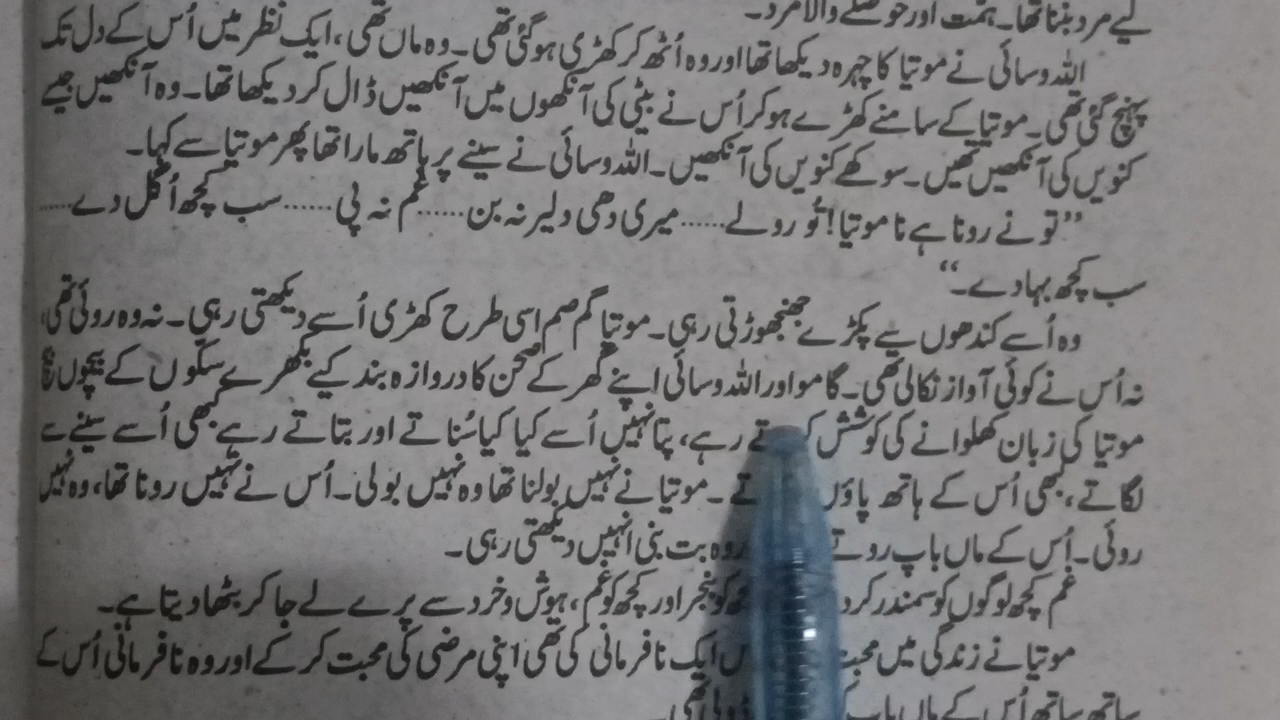 لیے مرد بننا تھا۔ ہمت اور حوصلے والا مرد۔
اللہ وسائی نے موتیا کا چہرہ دیکھا تھا اور وہ اُٹھ کر کھڑی ہو گئی تھی۔ وہ ماں تھی، ایک نظر میں اُس کے دل تک
پہنچ گئی تھی۔ موتیا کے سامنے کھڑے ہو کر اُس نے بیٹی کی آنکھوں میں آنکھیں ڈال کر دیکھا تھا۔ وہ آنکھیں جیسے
کنویں کی آنکھیں تھیں۔ سوکھے کنویں کی آنکھیں۔ اللہ وسائی نے سینے پر ہاتھ مارا تھا پھر موتیا سے کہا۔
”تو نے رونا ہے نا موتیا! تُو رولے...... میری دھی دلیر نہ بن...... غم نہ پی...... سب کچھ اُگل دے......
سب کچھ بہا دے۔“
وہ اُسے کندھوں سے پکڑے جھنجھوڑتی رہی۔ موتیا گم صم اسی طرح کھڑی اُسے دیکھتی رہی۔ نہ وہ روئی تھی،
نہ اُس نے کوئی آواز نکالی تھی۔ گامو اور اللہ وسائی اپنے گھر کے صحن کا دروازہ بند کیے بکھرے سکوں کے بیچوں بیچ
موتیا کی زبان کھلوانے کی کوشش کرتے رہے، پتا نہیں اُسے کیا کیا سُناتے اور بتاتے رہے کبھی اُسے سینے سے
لگاتے، کبھی اُس کے ہاتھ پاؤں تے۔ موتیا نے نہیں بولنا تھا وہ نہیں بولی۔ اُس نے نہیں رونا تھا، وہ نہیں
روئی۔ اُس کے ماں باپ روتے وہ بت بنی انہیں دیکھتی رہی۔
غم کچھ لوگوں کو سمندر کر بنجر اور کچھ کو غم، ہوش و خرد سے پرے لے جا کر بٹھا دیتا ہے۔
موتیا نے زندگی میں ایک نافرمانی کی تھی اپنی مرضی کی محبت کر کے اور وہ نافرمانی اُس کے
ساتھ ساتھ اُس کے ماں باپ